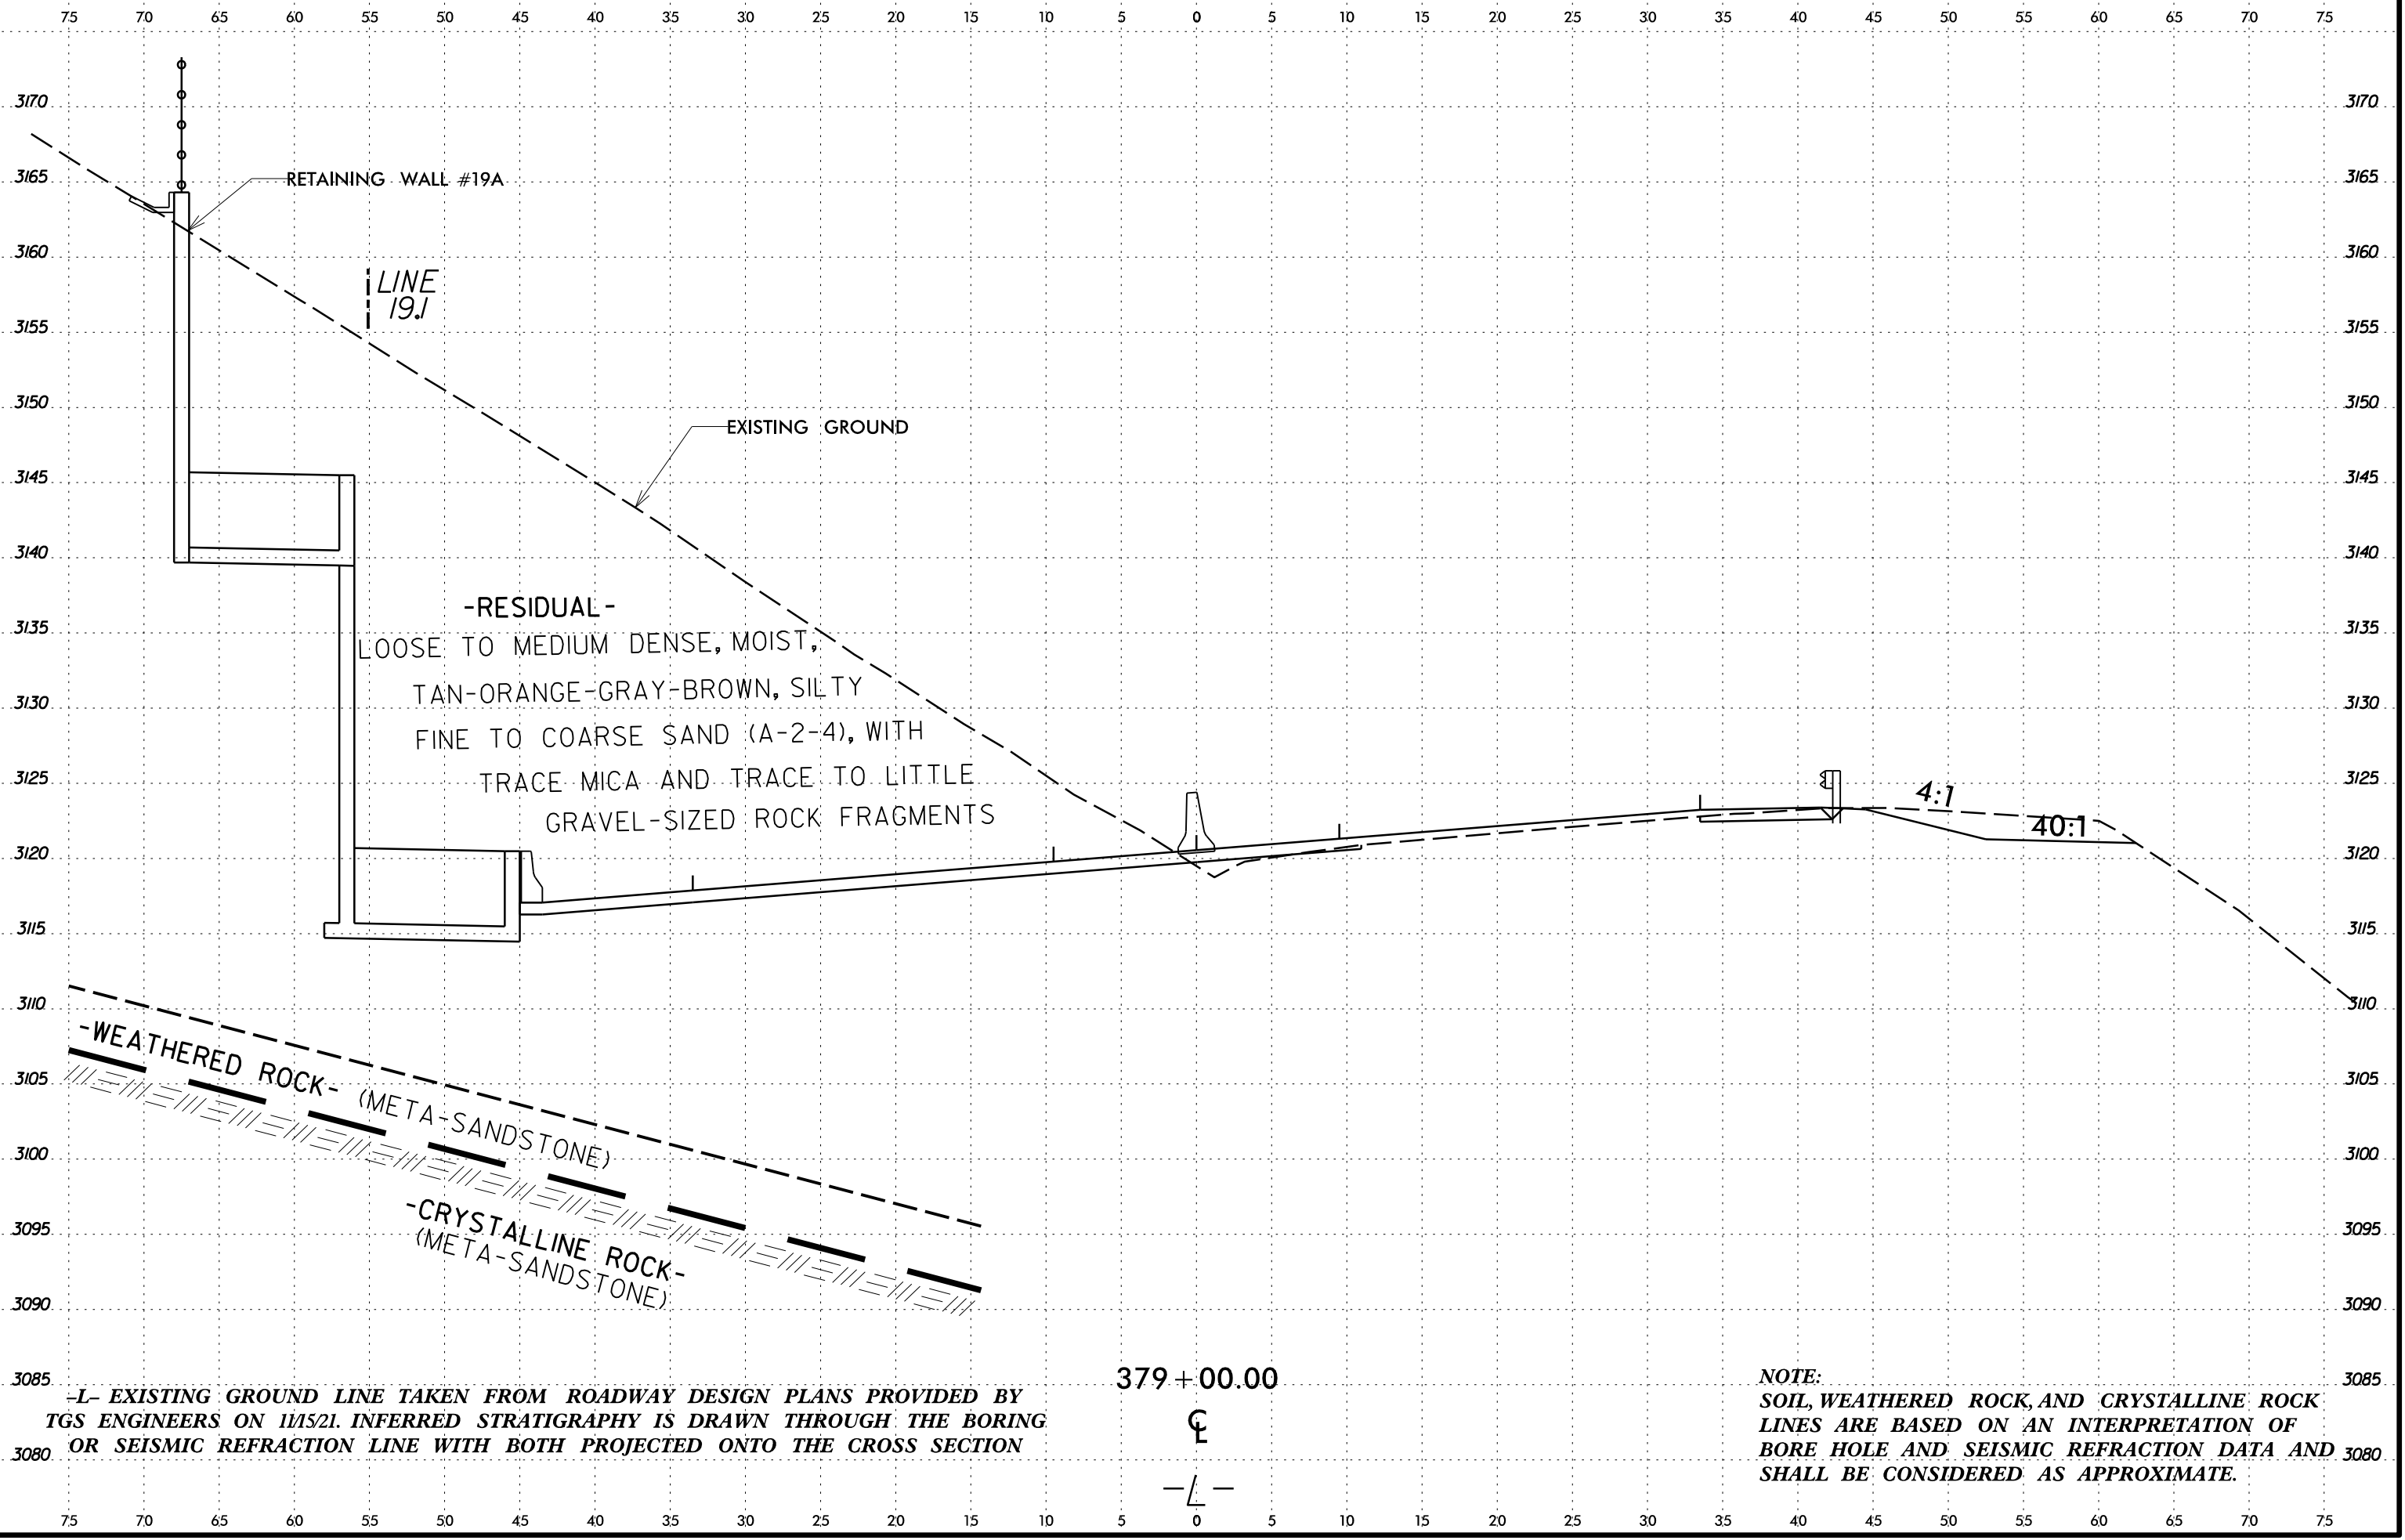 75 70 65 60 55 50 45 40 35 30 25 20 15 10 5 0 5 10 15 20 25 30 35 40 45 50 55 60 65 70 75
3170 3170
3165 RETAINING WALL #19A 3165
3160 3160
LINE
19.1
3155 3155
3150 3150
EXISTING GROUND
3145 3145
3140 3140
-RESIDUAL-
3135 3135
LOOSE TO MEDIUM DENSE, MOIST,
TAN-ORANGE-GRAY-BROWN, SILTY
3130 3130
FINE TO COARSE SAND (A-2-4), WITH
TRACE MICA AND TRACE TO LITTLE
3125 3125
4:1
GRAVEL-SIZED ROCK FRAGMENTS
40:1
3120 3120
3115 3115
3110 3110
-WEATHERED ROCK- (META-SANDSTONE)
3105 3105
3100 3100
3095 3095
-CRYSTALLINE ROCK-
(META-SANDSTONE)
3090 3090
3085 3085
379+00.00
℄
-L-
–L– EXISTING GROUND LINE TAKEN FROM ROADWAY DESIGN PLANS PROVIDED BY
TGS ENGINEERS ON 11/15/21. INFERRED STRATIGRAPHY IS DRAWN THROUGH THE BORING
OR SEISMIC REFRACTION LINE WITH BOTH PROJECTED ONTO THE CROSS SECTION
NOTE:
SOIL, WEATHERED ROCK, AND CRYSTALLINE ROCK
LINES ARE BASED ON AN INTERPRETATION OF
BORE HOLE AND SEISMIC REFRACTION DATA AND
SHALL BE CONSIDERED AS APPROXIMATE.
3080 3080
75 70 65 60 55 50 45 40 35 30 25 20 15 10 5 0 5 10 15 20 25 30 35 40 45 50 55 60 65 70 75